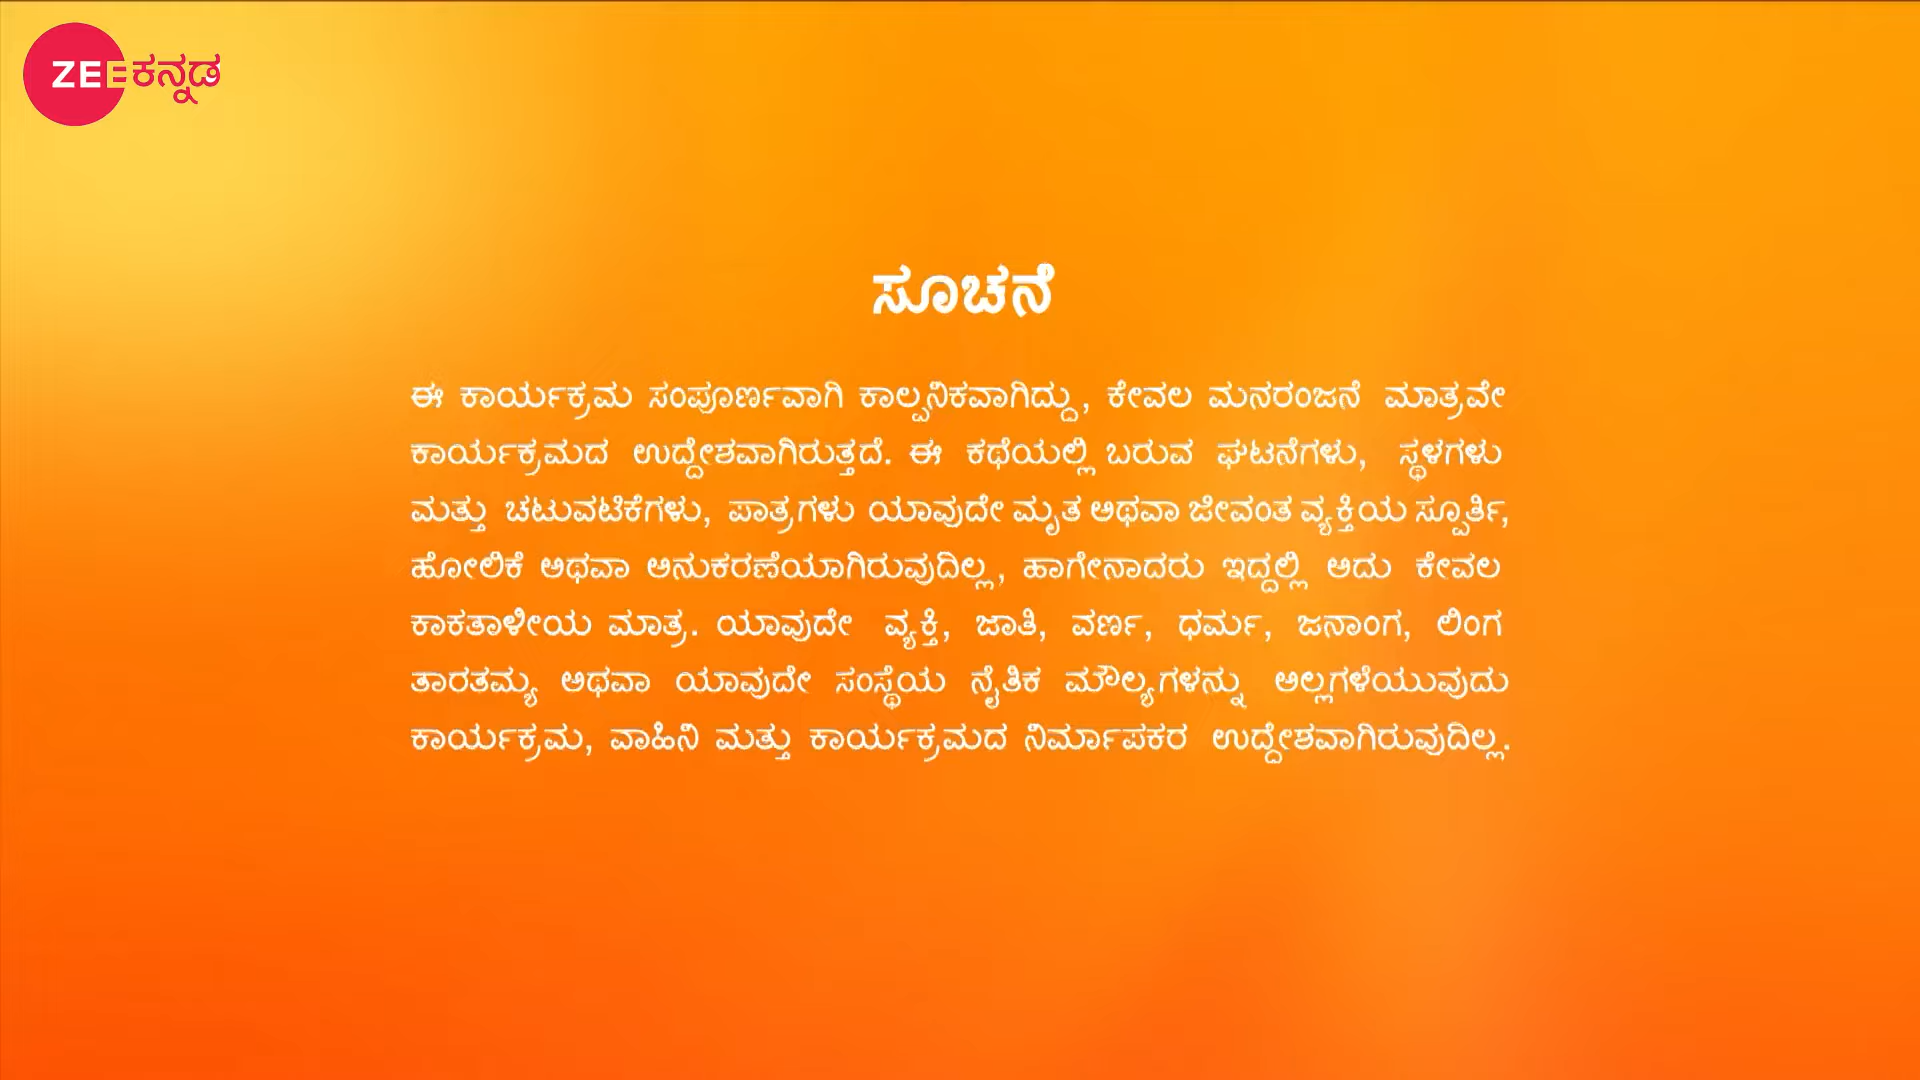 ZEE ಕನ್ನಡ
ಸೂಚನೆ
ಈ ಕಾರ್ಯಕ್ರಮ ಸಂಪೂರ್ಣವಾಗಿ ಕಾಲ್ಪನಿಕವಾಗಿದ್ದು, ಕೇವಲ ಮನರಂಜನೆ ಮಾತ್ರವೇ
ಕಾರ್ಯಕ್ರಮದ ಉದ್ದೇಶವಾಗಿರುತ್ತದೆ. ಈ ಕಥೆಯಲ್ಲಿ ಬರುವ ಘಟನೆಗಳು, ಸ್ಥಳಗಳು
ಮತ್ತು ಚಟುವಟಿಕೆಗಳು, ಪಾತ್ರಗಳು ಯಾವುದೇ ಮೃತ ಅಥವಾ ಜೀವಂತ ವ್ಯಕ್ತಿಯ ಸ್ಪೂರ್ತಿ,
ಹೋಲಿಕೆ ಅಥವಾ ಅನುಕರಣೆಯಾಗಿರುವುದಿಲ್ಲ, ಹಾಗೇನಾದರು ಇದ್ದಲ್ಲಿ ಅದು ಕೇವಲ
ಕಾಕತಾಳೀಯ ಮಾತ್ರ. ಯಾವುದೇ ವ್ಯಕ್ತಿ, ಜಾತಿ, ವರ್ಣ, ಧರ್ಮ, ಜನಾಂಗ, ಲಿಂಗ
ತಾರತಮ್ಯ ಅಥವಾ ಯಾವುದೇ ಸಂಸ್ಥೆಯ ನೈತಿಕ ಮೌಲ್ಯಗಳನ್ನು ಅಲ್ಲಗಳೆಯುವುದು
ಕಾರ್ಯಕ್ರಮ, ವಾಹಿನಿ ಮತ್ತು ಕಾರ್ಯಕ್ರಮದ ನಿರ್ಮಾಪಕರ ಉದ್ದೇಶವಾಗಿರುವುದಿಲ್ಲ.